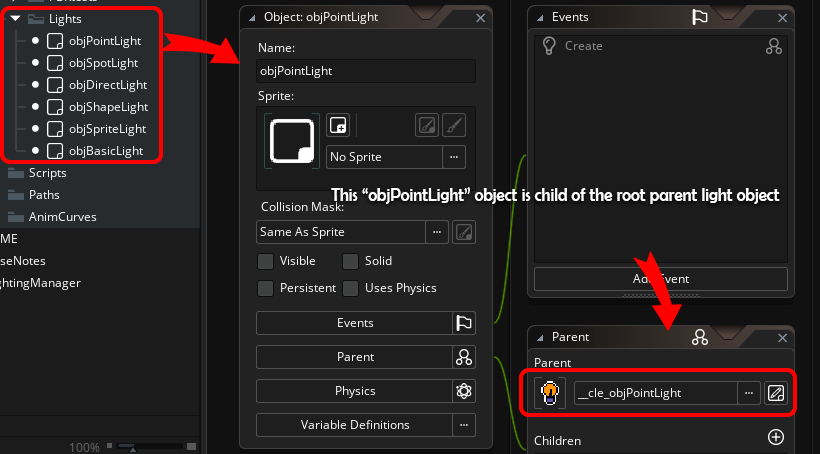 Lights
objPointLight
objSpotLight
objDirectLight
objShapeLight
objSpriteLight
objBasicLight
Scripts
Paths
AnimCurves
ME
seNotes
ghtingManager
100%
Object: objPointLight
Name:
objPointLight
Sprite:
No Sprite
...
This “objPointLight” object is child of the root parent light object
Collision Mask:
Same As Sprite
...
Visible
Solid
Persistent
Uses Physics
Events
Parent
Physics
Variable Definitions
...
Events
Create
Add Event
Parent
Parent
__cle_objPointLight
...
Children